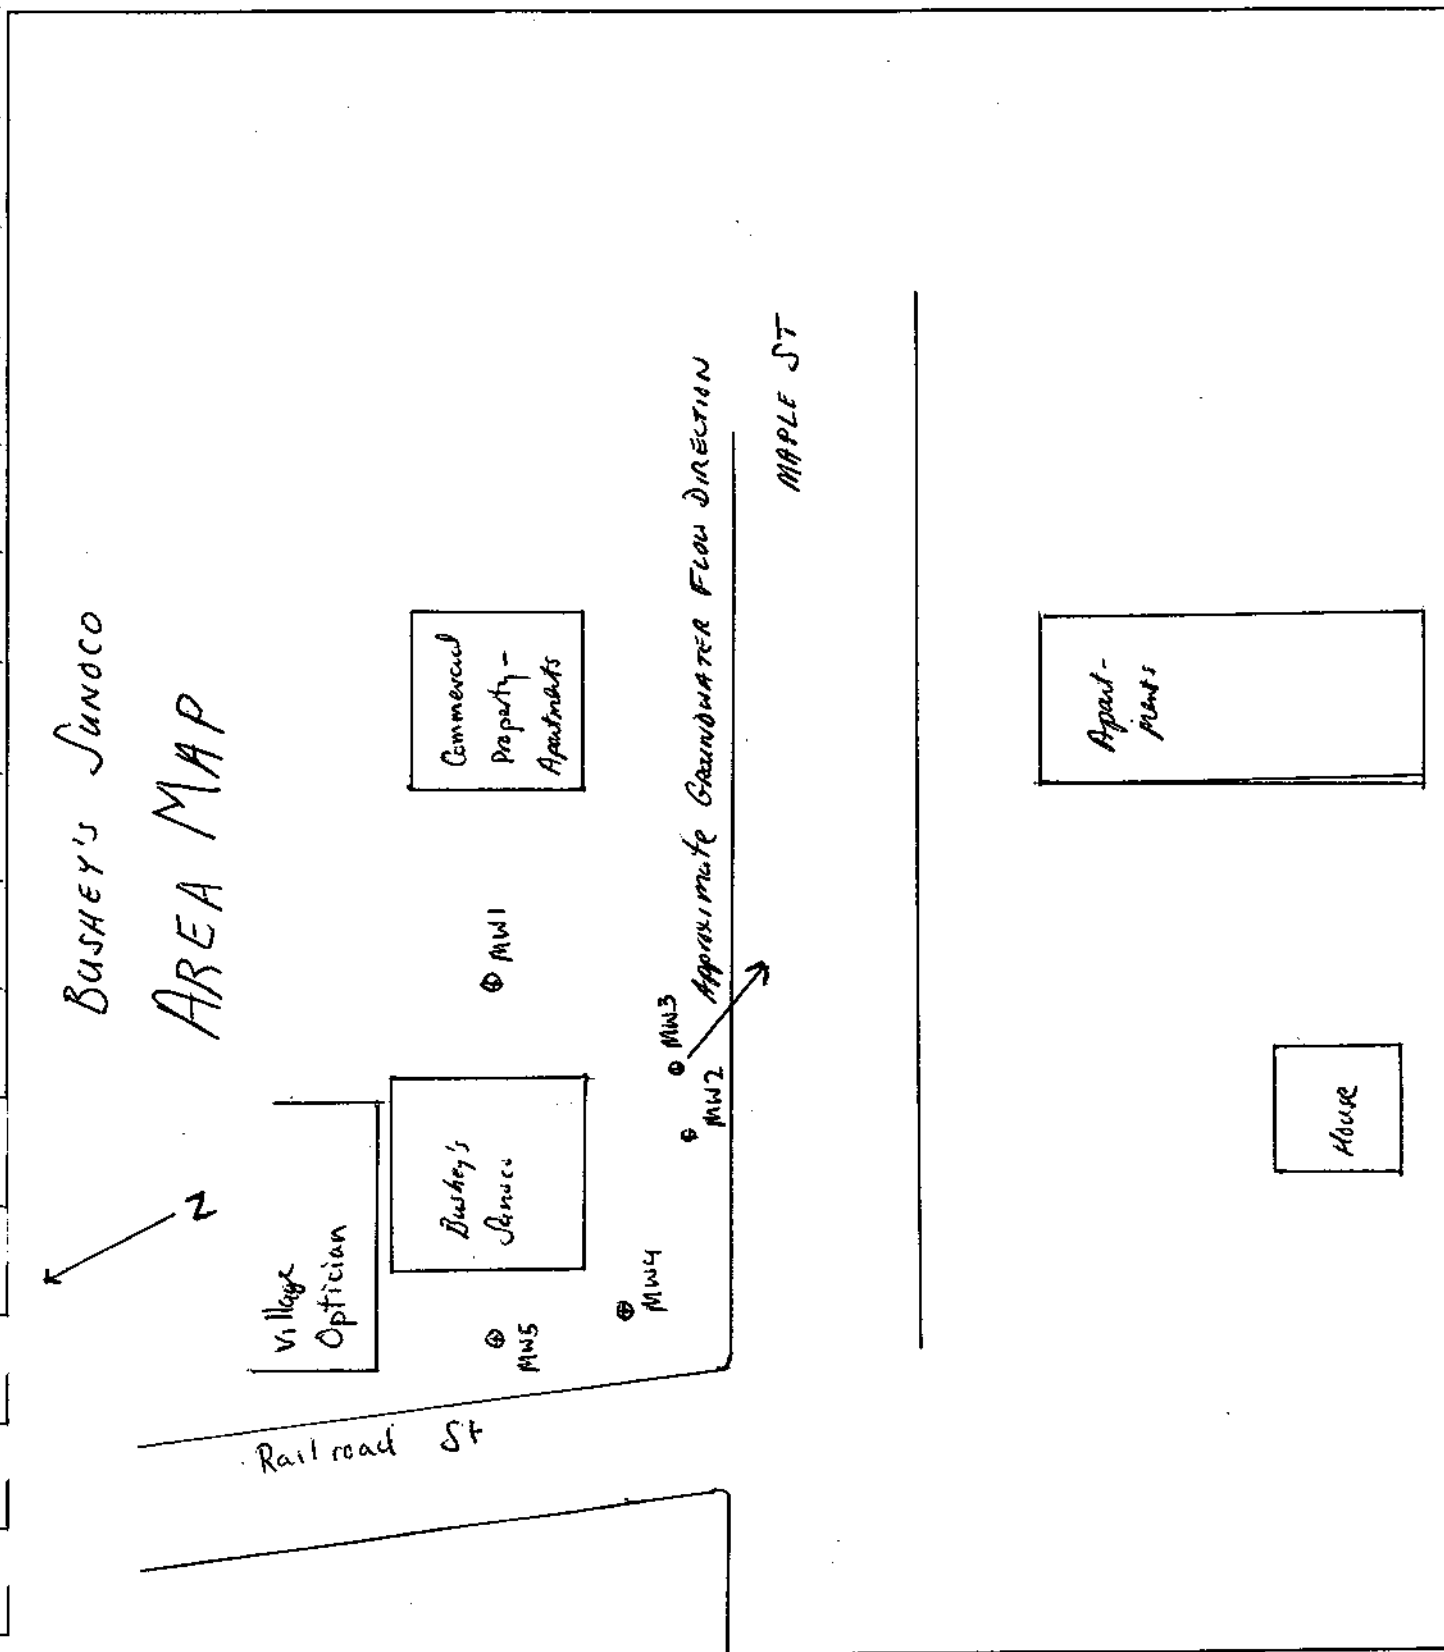 BUSHEY'S SUNOCO
AREA MAP
N
Village
Optician
Bushey's
Sunoco
MW1
Commercial
Property-
Apartments
MW5
MW4
MW2
MW3
Approximate GROUNDWATER FLOW DIRECTION
Railroad St
MAPLE ST
House
Apart-
ments